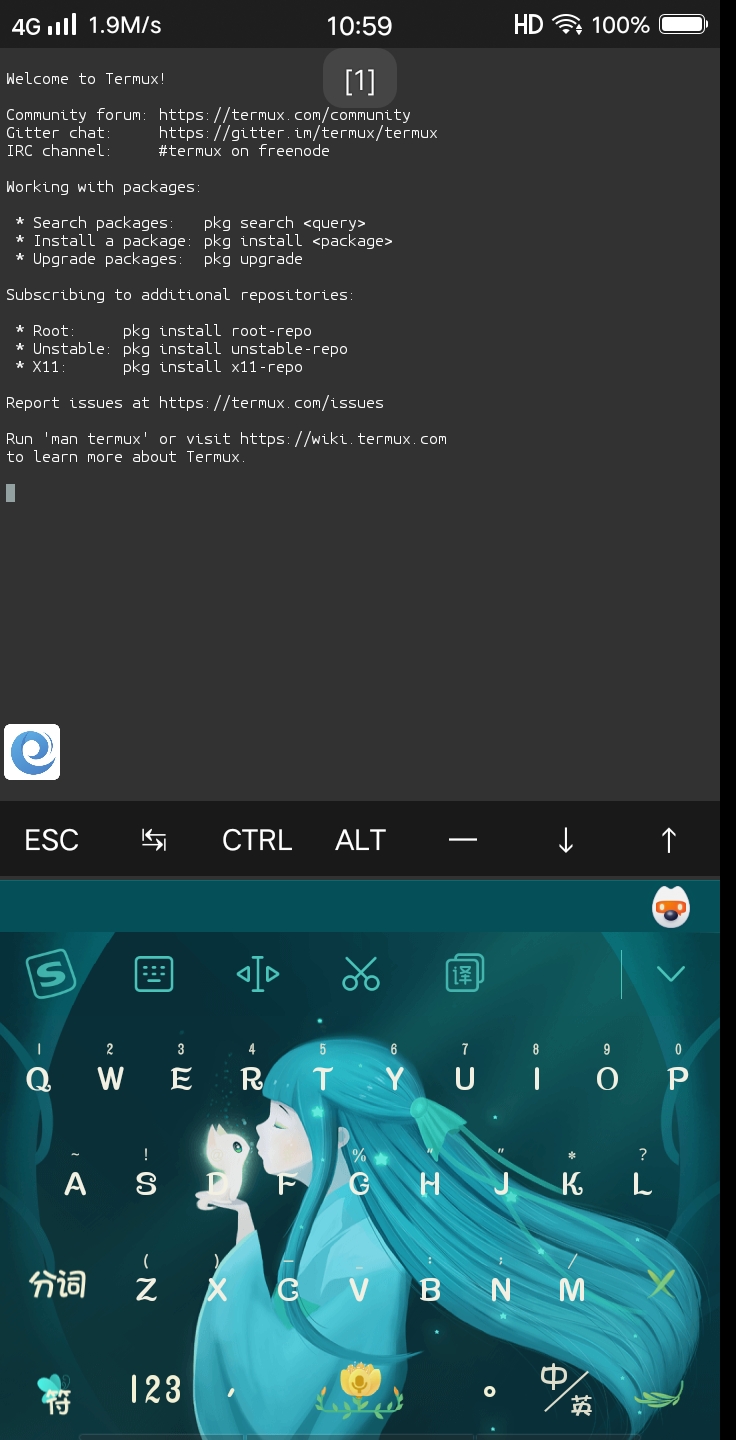 4G 1.9M/s 10:59 HD 100%
[1]
Welcome to Termux!
Community forum: https://termux.com/community
Gitter chat: https://gitter.im/termux/termux
IRC channel: #termux on freenode
Working with packages:
* Search packages: pkg search <query>
* Install a package: pkg install <package>
* Upgrade packages: pkg upgrade
Subscribing to additional repositories:
* Root: pkg install root-repo
* Unstable: pkg install unstable-repo
* X11: pkg install x11-repo
Report issues at https://termux.com/issues
Run 'man termux' or visit https://wiki.termux.com
to learn more about Termux.
ESC ↹ CTRL ALT — ↓ ↑
S 译
1 2 3 4 5 6 7 8 9 0
Q W E R T Y U I O P
~ ! % “ ” * ?
A S D F G H J K L
( ) — _ : ; /
分词 Z X C V B N M
符 123 , 。 中/英